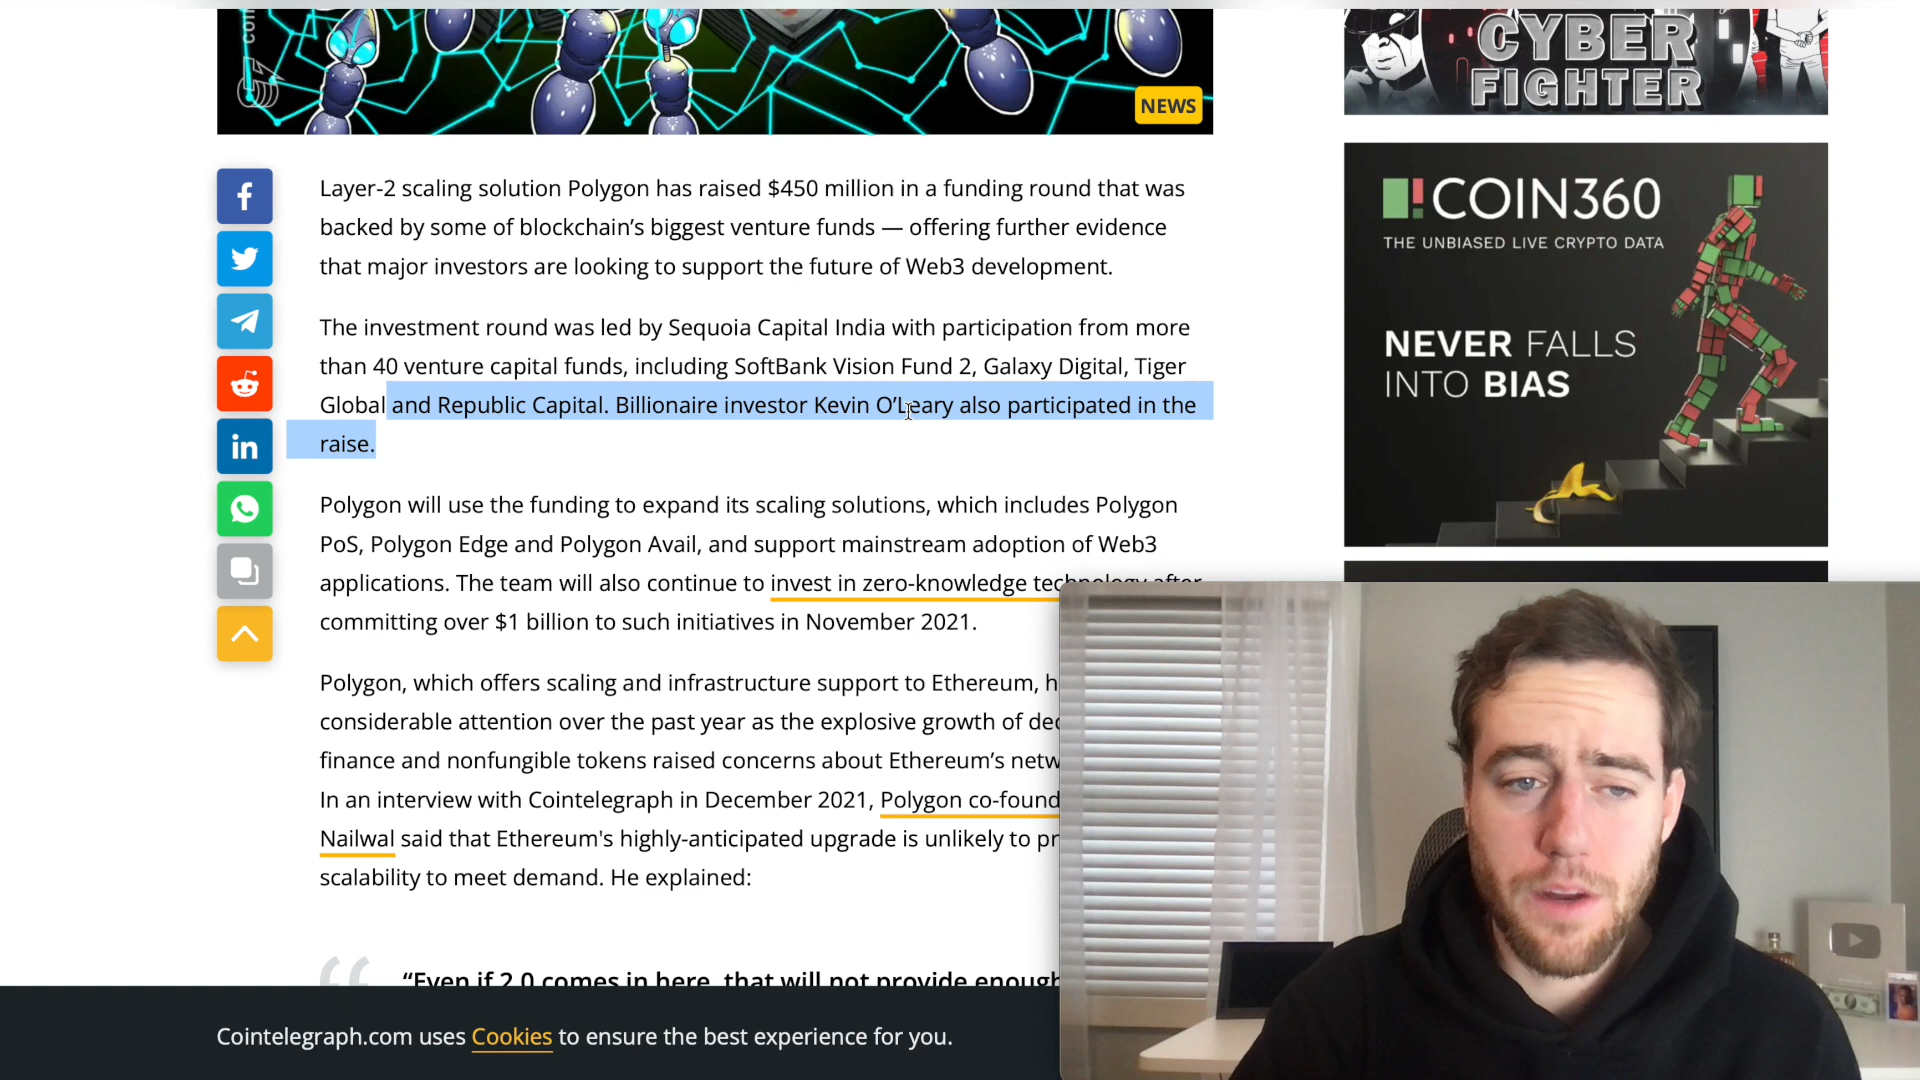 COIN
CYBER
FIGHTER
NEWS
Layer-2 scaling solution Polygon has raised $450 million in a funding round that was
backed by some of blockchain’s biggest venture funds — offering further evidence
that major investors are looking to support the future of Web3 development.
The investment round was led by Sequoia Capital India with participation from more
than 40 venture capital funds, including SoftBank Vision Fund 2, Galaxy Digital, Tiger
Global and Republic Capital. Billionaire investor Kevin O’Leary also participated in the
raise.
Polygon will use the funding to expand its scaling solutions, which includes Polygon
PoS, Polygon Edge and Polygon Avail, and support mainstream adoption of Web3
applications. The team will also continue to invest in zero-knowledge technology after
committing over $1 billion to such initiatives in November 2021.
Polygon, which offers scaling and infrastructure support to Ethereum, h
considerable attention over the past year as the explosive growth of dec
finance and nonfungible tokens raised concerns about Ethereum’s netw
In an interview with Cointelegraph in December 2021, Polygon co-found
Nailwal said that Ethereum's highly-anticipated upgrade is unlikely to pr
scalability to meet demand. He explained:
“Even if 2.0 comes in here, that will not provide enough
COIN360
THE UNBIASED LIVE CRYPTO DATA
NEVER FALLS
INTO BIAS
Cointelegraph.com uses Cookies to ensure the best experience for you.